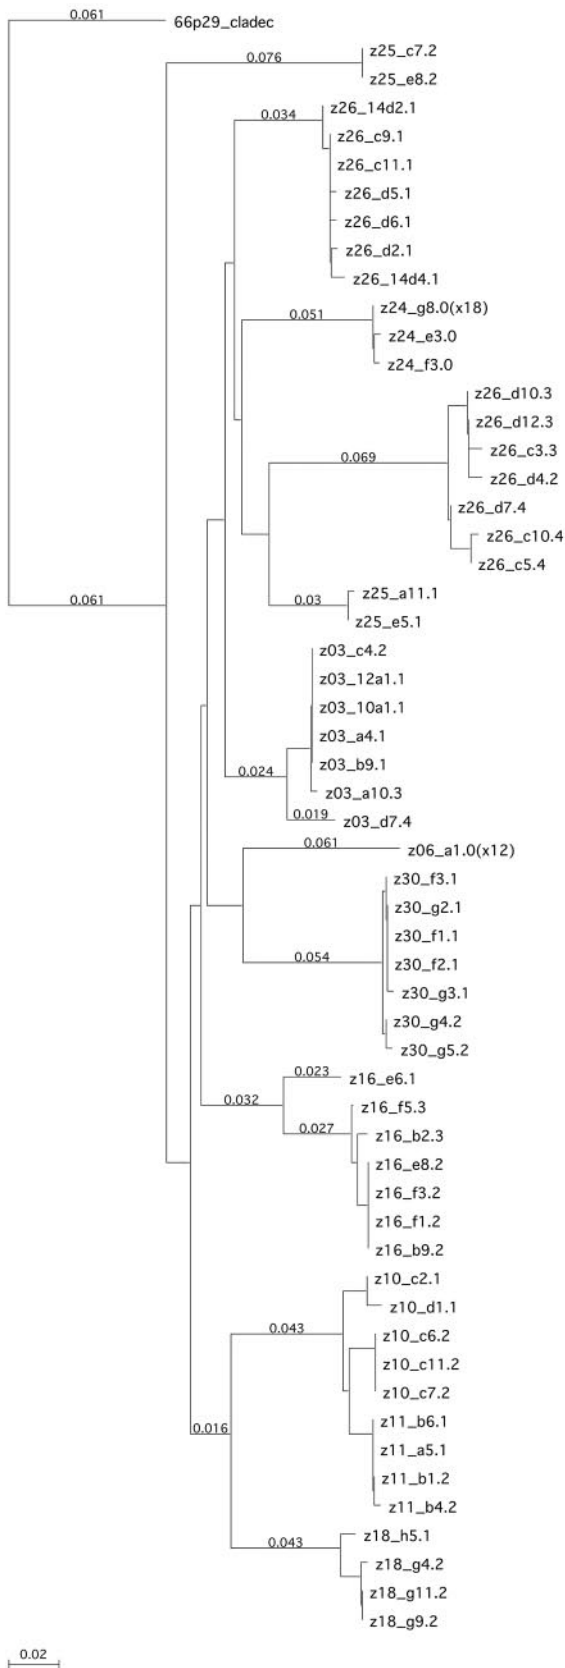 0.061
66p29_cladec
z25_c7.2
0.076
z25_e8.2
z26_14d2.1
0.034
z26_c9.1
z26_c11.1
z26_d5.1
z26_d6.1
z26_d2.1
z26_14d4.1
z24_g8.0(x18)
0.051
z24_e3.0
z24_f3.0
z26_d10.3
z26_d12.3
z26_c3.3
0.069
z26_d4.2
z26_d7.4
z26_c10.4
z26_c5.4
z25_a11.1
0.061
0.03
z25_e5.1
z03_c4.2
z03_12a1.1
z03_10a1.1
z03_a4.1
z03_b9.1
0.024
z03_a10.3
0.019
z03_d7.4
0.061
z06_a1.0(x12)
z30_f3.1
z30_g2.1
z30_f1.1
0.054
z30_f2.1
z30_g3.1
z30_g4.2
z30_g5.2
0.023
z16_e6.1
0.032
z16_f5.3
0.027
z16_b2.3
z16_e8.2
z16_f3.2
z16_f1.2
z16_b9.2
z10_c2.1
z10_d1.1
0.043
z10_c6.2
z10_c11.2
z10_c7.2
z11_b6.1
0.016
z11_a5.1
z11_b1.2
z11_b4.2
z18_h5.1
0.043
z18_g4.2
z18_g11.2
z18_g9.2
0.02